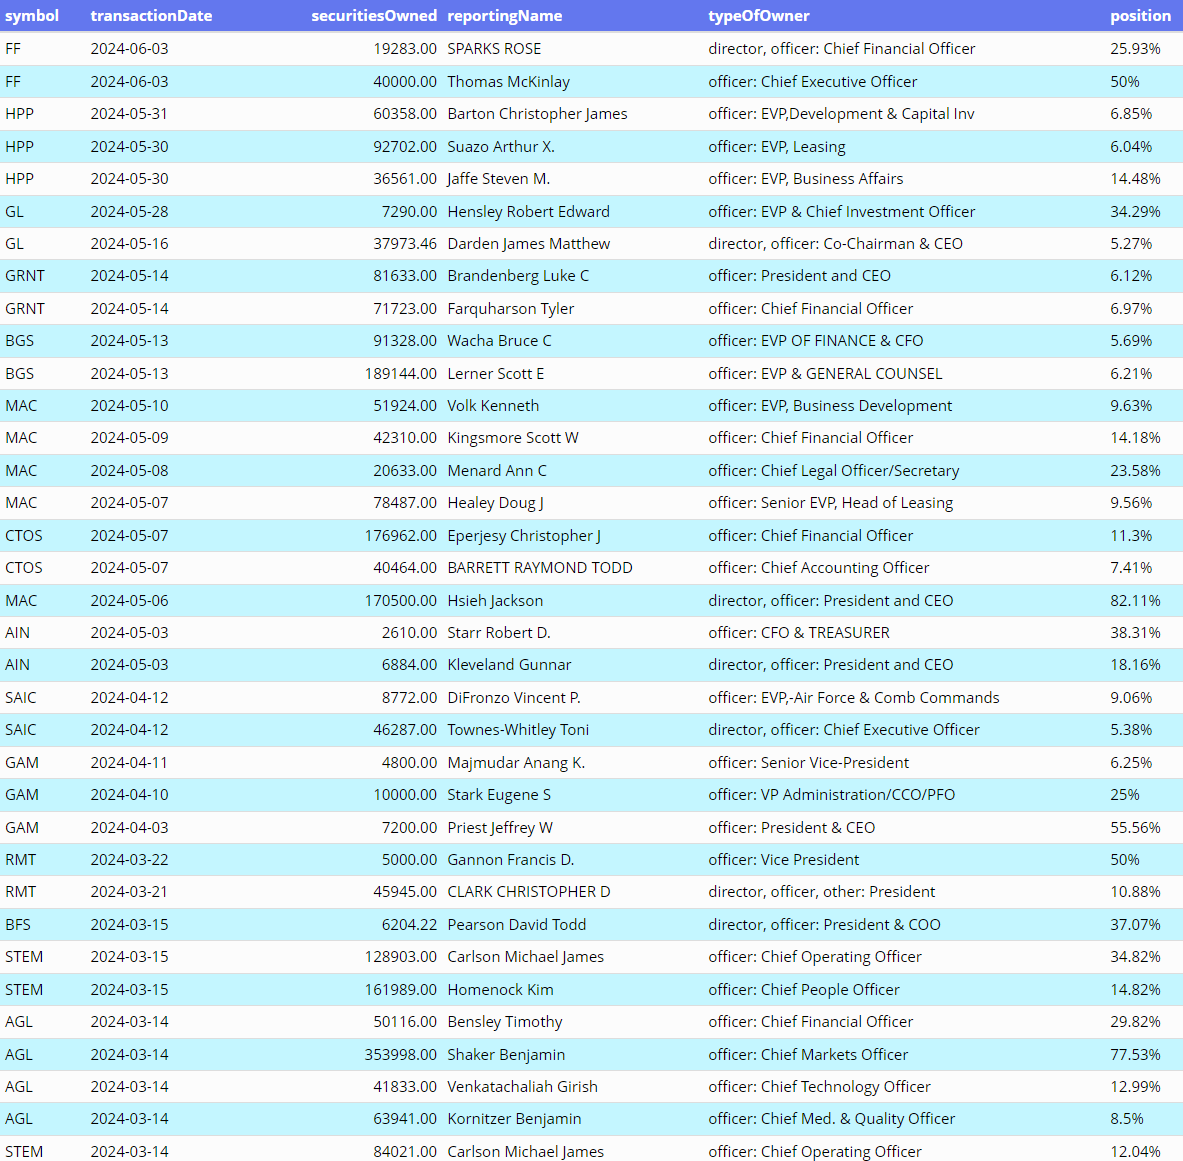 symbol transactionDate securitiesOwned reportingName typeOfOwner position
FF 2024-06-03 19283.00 SPARKS ROSE director, officer: Chief Financial Officer 25.93%
FF 2024-06-03 40000.00 Thomas McKinlay officer: Chief Executive Officer 50%
HPP 2024-05-31 60358.00 Barton Christopher James officer: EVP,Development & Capital Inv 6.85%
HPP 2024-05-30 92702.00 Suazo Arthur X. officer: EVP, Leasing 6.04%
HPP 2024-05-30 36561.00 Jaffe Steven M. officer: EVP, Business Affairs 14.48%
GL 2024-05-28 7290.00 Hensley Robert Edward officer: EVP & Chief Investment Officer 34.29%
GL 2024-05-16 37973.46 Darden James Matthew director, officer: Co-Chairman & CEO 5.27%
GRNT 2024-05-14 81633.00 Brandenberg Luke C officer: President and CEO 6.12%
GRNT 2024-05-14 71723.00 Farquharson Tyler officer: Chief Financial Officer 6.97%
BGS 2024-05-13 91328.00 Wacha Bruce C officer: EVP OF FINANCE & CFO 5.69%
BGS 2024-05-13 189144.00 Lerner Scott E officer: EVP & GENERAL COUNSEL 6.21%
MAC 2024-05-10 51924.00 Volk Kenneth officer: EVP, Business Development 9.63%
MAC 2024-05-09 42310.00 Kingsmore Scott W officer: Chief Financial Officer 14.18%
MAC 2024-05-08 20633.00 Menard Ann C officer: Chief Legal Officer/Secretary 23.58%
MAC 2024-05-07 78487.00 Healey Doug J officer: Senior EVP, Head of Leasing 9.56%
CTOS 2024-05-07 176962.00 Eperjesy Christopher J officer: Chief Financial Officer 11.3%
CTOS 2024-05-07 40464.00 BARRETT RAYMOND TODD officer: Chief Accounting Officer 7.41%
MAC 2024-05-06 170500.00 Hsieh Jackson director, officer: President and CEO 82.11%
AIN 2024-05-03 2610.00 Starr Robert D. officer: CFO & TREASURER 38.31%
AIN 2024-05-03 6884.00 Kleveland Gunnar director, officer: President and CEO 18.16%
SAIC 2024-04-12 8772.00 DiFronzo Vincent P. officer: EVP,-Air Force & Comb Commands 9.06%
SAIC 2024-04-12 46287.00 Townes-Whitley Toni director, officer: Chief Executive Officer 5.38%
GAM 2024-04-11 4800.00 Majmudar Anang K. officer: Senior Vice-President 6.25%
GAM 2024-04-10 10000.00 Stark Eugene S officer: VP Administration/CCO/PFO 25%
GAM 2024-04-03 7200.00 Priest Jeffrey W officer: President & CEO 55.56%
RMT 2024-03-22 5000.00 Gannon Francis D. officer: Vice President 50%
RMT 2024-03-21 45945.00 CLARK CHRISTOPHER D director, officer, other: President 10.88%
BFS 2024-03-15 6204.22 Pearson David Todd director, officer: President & COO 37.07%
STEM 2024-03-15 128903.00 Carlson Michael James officer: Chief Operating Officer 34.82%
STEM 2024-03-15 161989.00 Homenock Kim officer: Chief People Officer 14.82%
AGL 2024-03-14 50116.00 Bensley Timothy officer: Chief Financial Officer 29.82%
AGL 2024-03-14 353998.00 Shaker Benjamin officer: Chief Markets Officer 77.53%
AGL 2024-03-14 41833.00 Venkatachaliah Girish officer: Chief Technology Officer 12.99%
AGL 2024-03-14 63941.00 Kornitzer Benjamin officer: Chief Med. & Quality Officer 8.5%
STEM 2024-03-14 84021.00 Carlson Michael James officer: Chief Operating Officer 12.04%